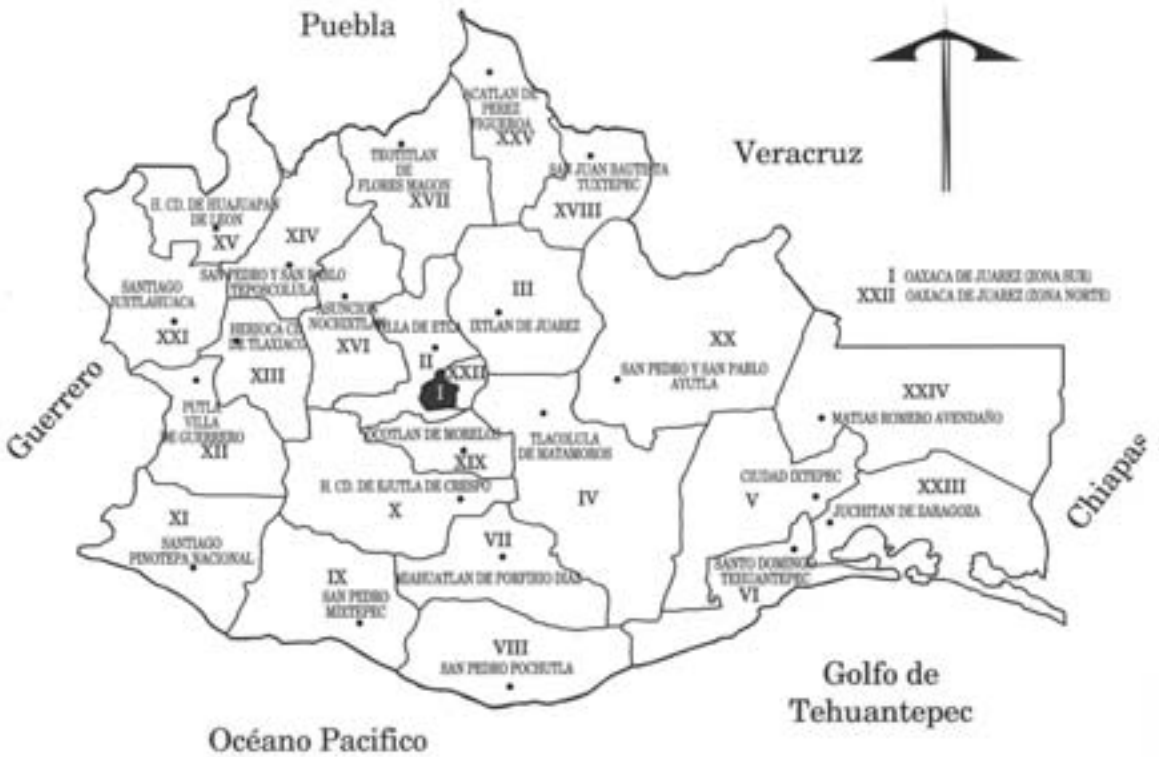 Puebla
ACATLAN DE
PEREZ
FIGUEROA
XXV
Veracruz
TEOTITLAN
DE
FLORES MAGON
XVII
SAN JUAN BAUTISTA
TUXTEPEC
XVIII
H. CD. DE HUAJUAPAN
DE LEON
XV
XIV
SAN PEDRO Y SAN PABLO
TEPOSCOLULA
I OAXACA DE JUAREZ (ZONA SUR)
XXII OAXACA DE JUAREZ (ZONA NORTE)
SANTIAGO
JUXTLAHUACA
XXI
ASUNCION
NOCHIXTLAN
XVI
III
IXTLAN DE JUAREZ
VILLA DE ETLA
II
XXII
I
HERIOCA CD.
DE TLAXIACO
XIII
XX
SAN PEDRO Y SAN PABLO
AYUTLA
XXIV
MATIAS ROMERO AVENDAÑO
Guerrero
PUTLA
VILLA
DE GUERRERO
XII
OCOTLAN DE MORELOS
XIX
TLACOLULA
DE MATAMOROS
IV
H. CD. DE EJUTLA DE CRESPO
X
CIUDAD IXTEPEC
V
XXIII
JUCHITAN DE ZARAGOZA
Chiapas
XI
SANTIAGO
PINOTEPA NACIONAL
VII
MIAHUATLAN DE PORFIRIO DIAZ
SANTO DOMINGO
TEHUANTEPEC
VI
IX
SAN PEDRO
MIXTEPEC
VIII
SAN PEDRO POCHUTLA
Golfo de
Tehuantepec
Océano Pacifico